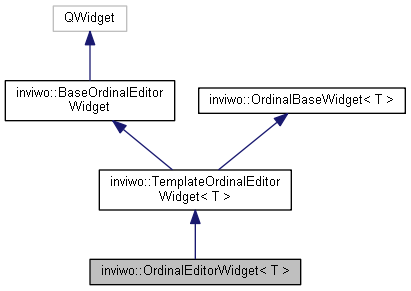 QWidget
inviwo::BaseOrdinalEditor
Widget
inviwo::OrdinalBaseWidget< T >
inviwo::TemplateOrdinalEditor
Widget< T >
inviwo::OrdinalEditorWidget< T >